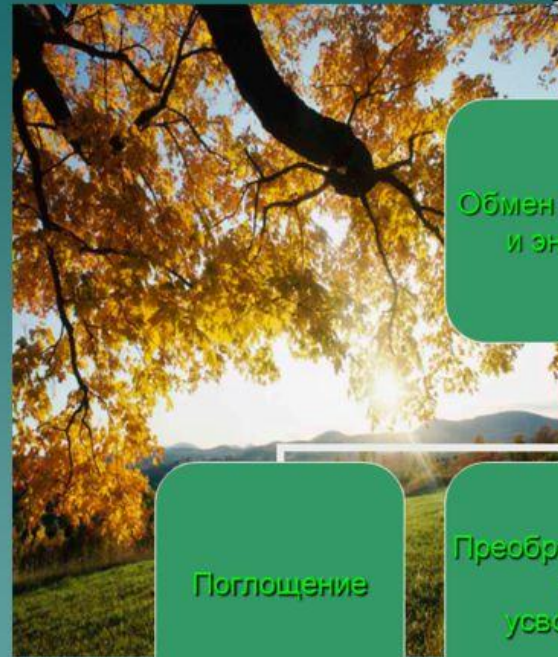 Обмен
и эн
Поглощение
Преобр
усво